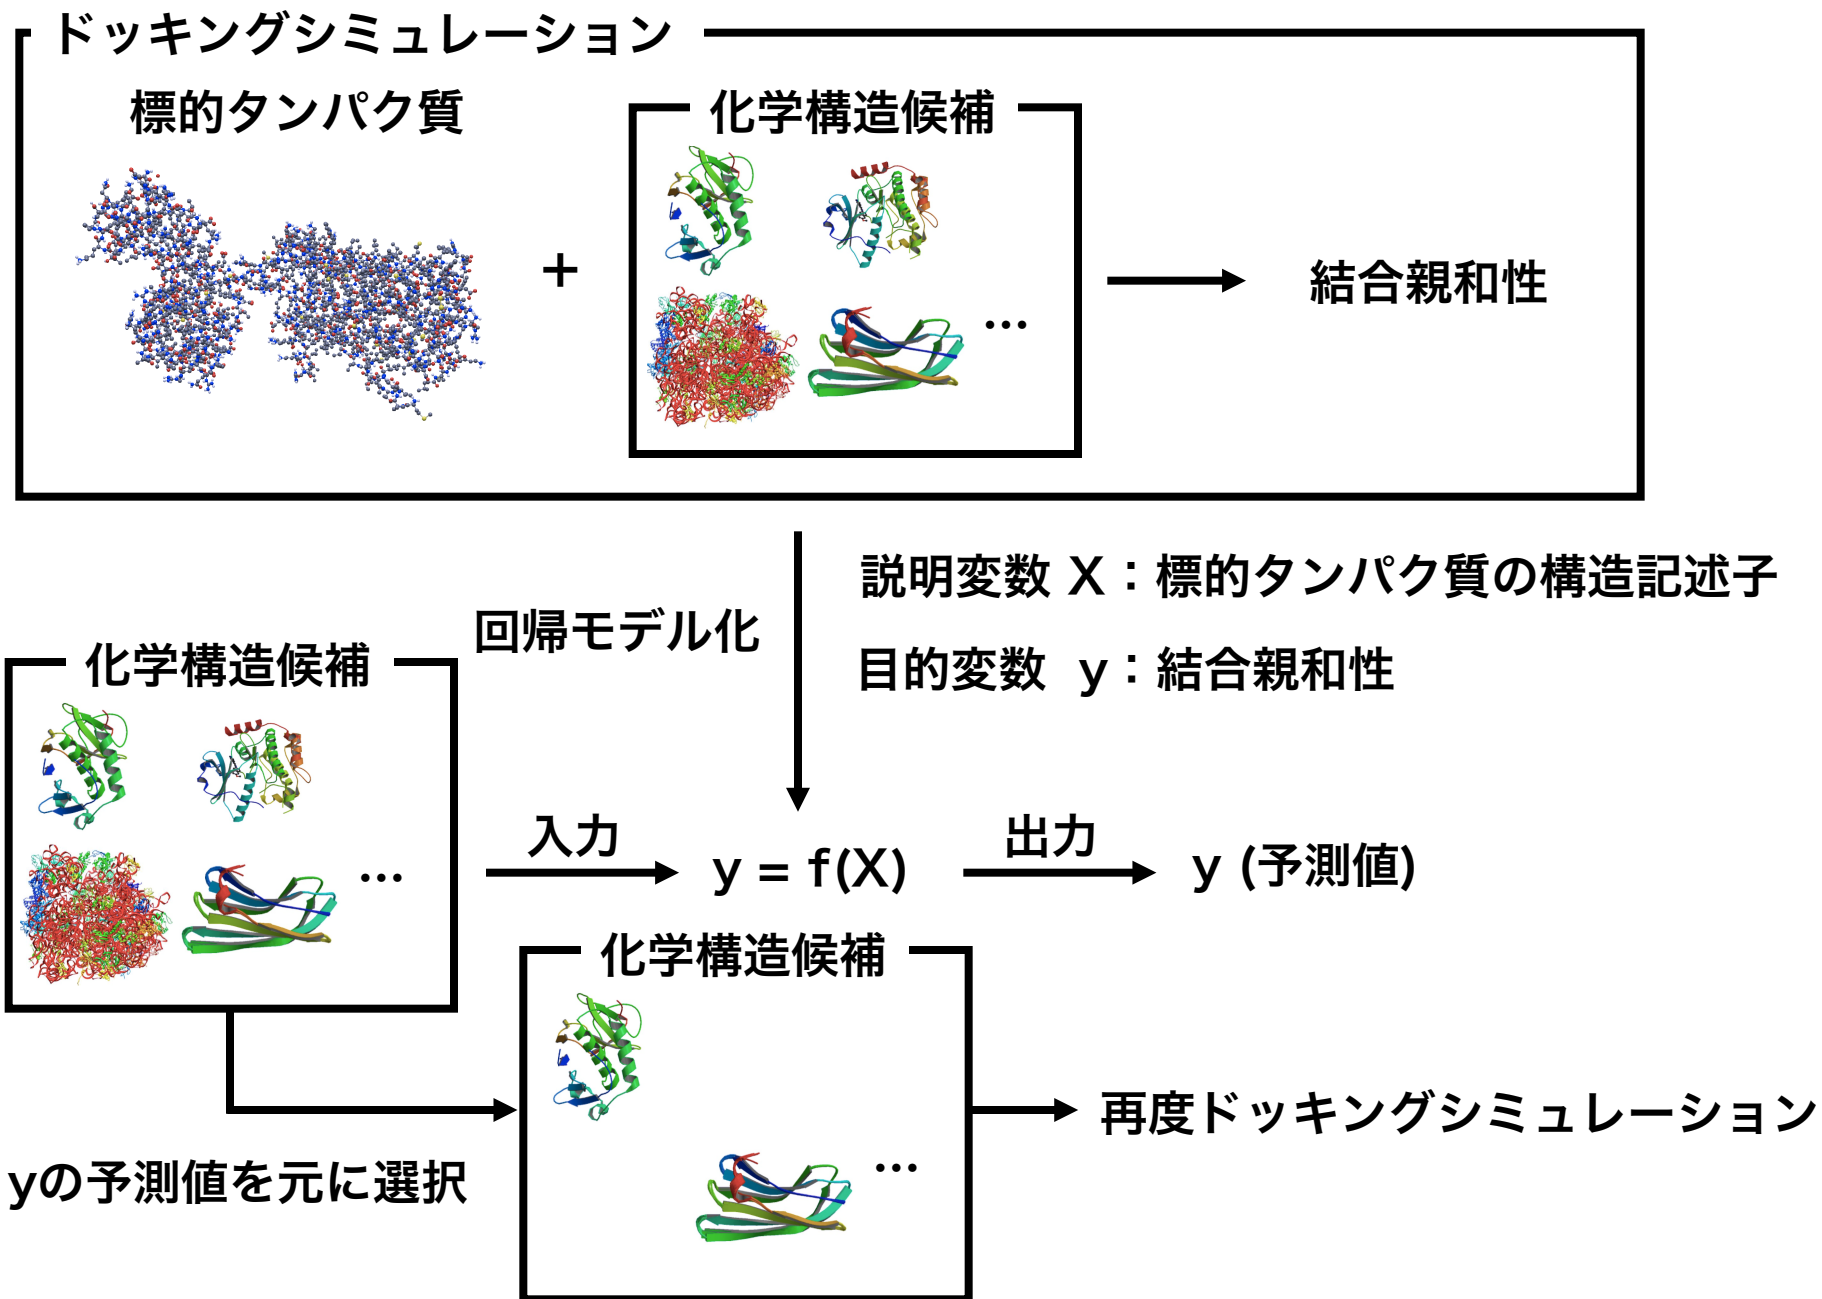 ドッキングシミュレーション
標的タンパク質
化学構造候補
+
…
結合親和性
説明変数 X：標的タンパク質の構造記述子
回帰モデル化
目的変数 y：結合親和性
化学構造候補
…
入力
y = f(X)
出力
y (予測値)
化学構造候補
…
再度ドッキングシミュレーション
yの予測値を元に選択